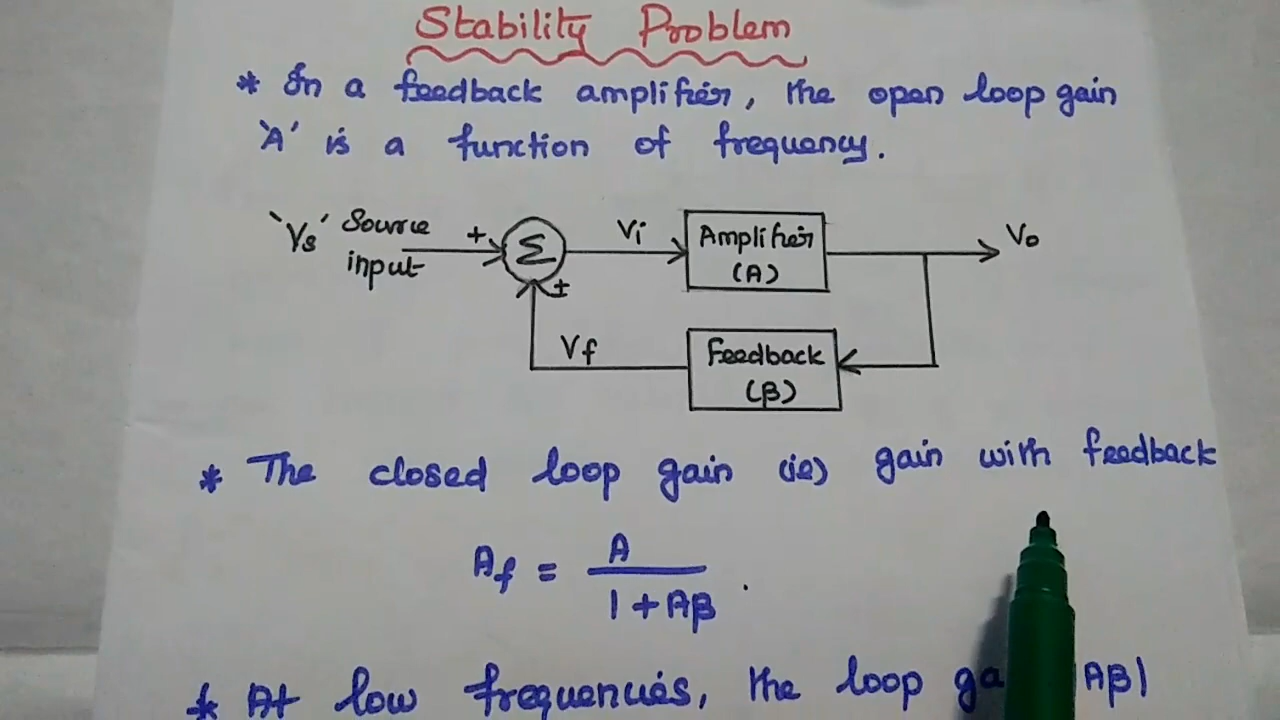 Stability Problem
* In a feedback amplifier, the open loop gain
'A' is a function of frequency.
'Vs' Source
input
+
Σ
±
Vi
Amplifier
(A)
Vo
Vf
Feedback
(β)
* The closed loop gain (ie) gain with feedback
Af = A / 1 + Aβ .
* At low frequencies, the loop Aβ)